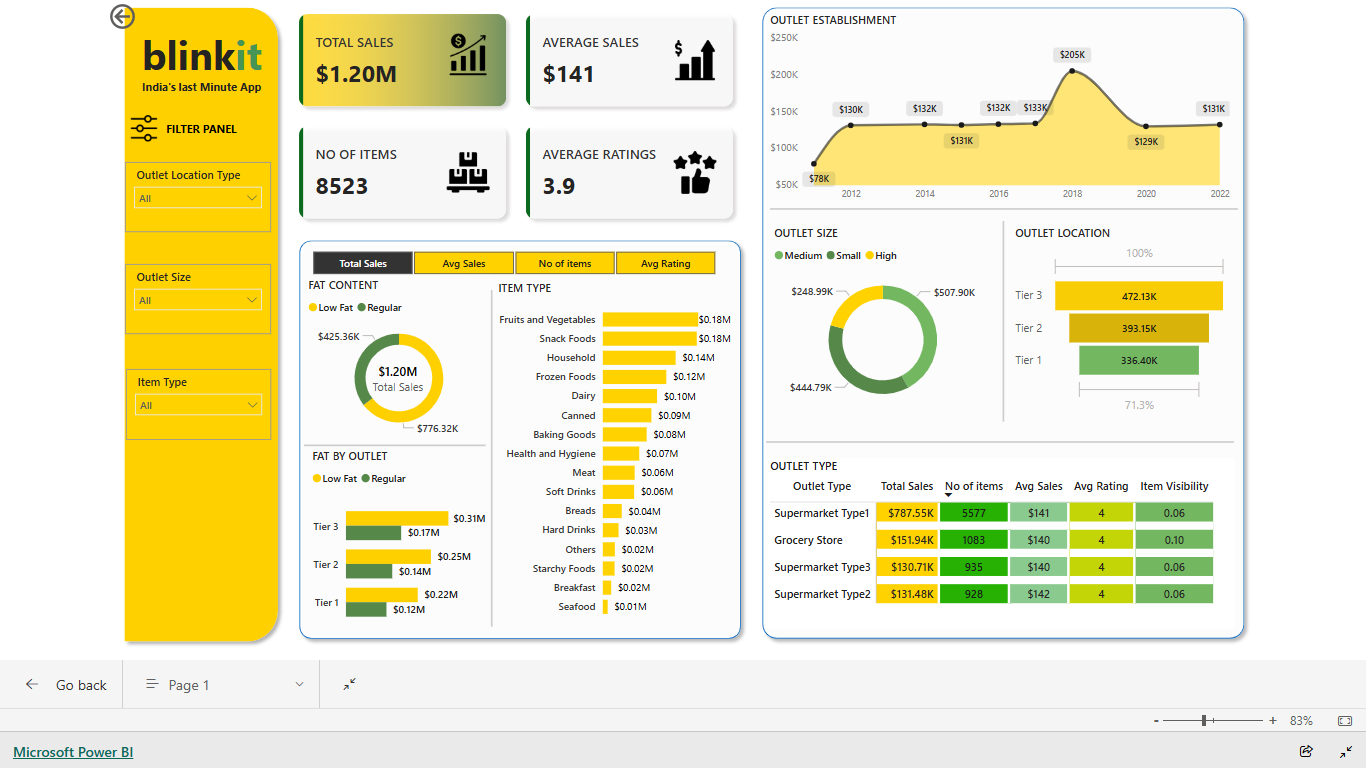 blinkit
India's last Minute App
FILTER PANEL
Outlet Location Type
All
Outlet Size
All
Item Type
All
TOTAL SALES
$1.20M
AVERAGE SALES
$141
NO OF ITEMS
8523
AVERAGE RATINGS
3.9
Total Sales Avg Sales No of items Avg Rating
FAT CONTENT
Low Fat Regular
$425.36K
$1.20M
Total Sales
$776.32K
FAT BY OUTLET
Low Fat Regular
Tier 3 $0.31M
$0.17M
Tier 2 $0.25M
$0.14M
Tier 1 $0.22M
$0.12M
ITEM TYPE
Fruits and Vegetables $0.18M
Snack Foods $0.18M
Household $0.14M
Frozen Foods $0.12M
Dairy $0.10M
Canned $0.09M
Baking Goods $0.08M
Health and Hygiene $0.07M
Meat $0.06M
Soft Drinks $0.06M
Breads $0.04M
Hard Drinks $0.03M
Others $0.02M
Starchy Foods $0.02M
Breakfast $0.02M
Seafood $0.01M
OUTLET ESTABLISHMENT
$250K
$200K
$150K
$100K
$50K
$78K
$130K
$132K
$131K
$132K
$133K
$205K
$129K
$131K
2012 2014 2016 2018 2020 2022
OUTLET SIZE
Medium Small High
$248.99K
$507.90K
$444.79K
OUTLET LOCATION
100%
Tier 3 472.13K
Tier 2 393.15K
Tier 1 336.40K
71.3%
OUTLET TYPE
Outlet Type Total Sales No of items Avg Sales Avg Rating Item Visibility
Supermarket Type1 $787.55K 5577 $141 4 0.06
Grocery Store $151.94K 1083 $140 4 0.10
Supermarket Type3 $130.71K 935 $140 4 0.06
Supermarket Type2 $131.48K 928 $142 4 0.06
Go back
Page 1
- + 83%
Microsoft Power BI